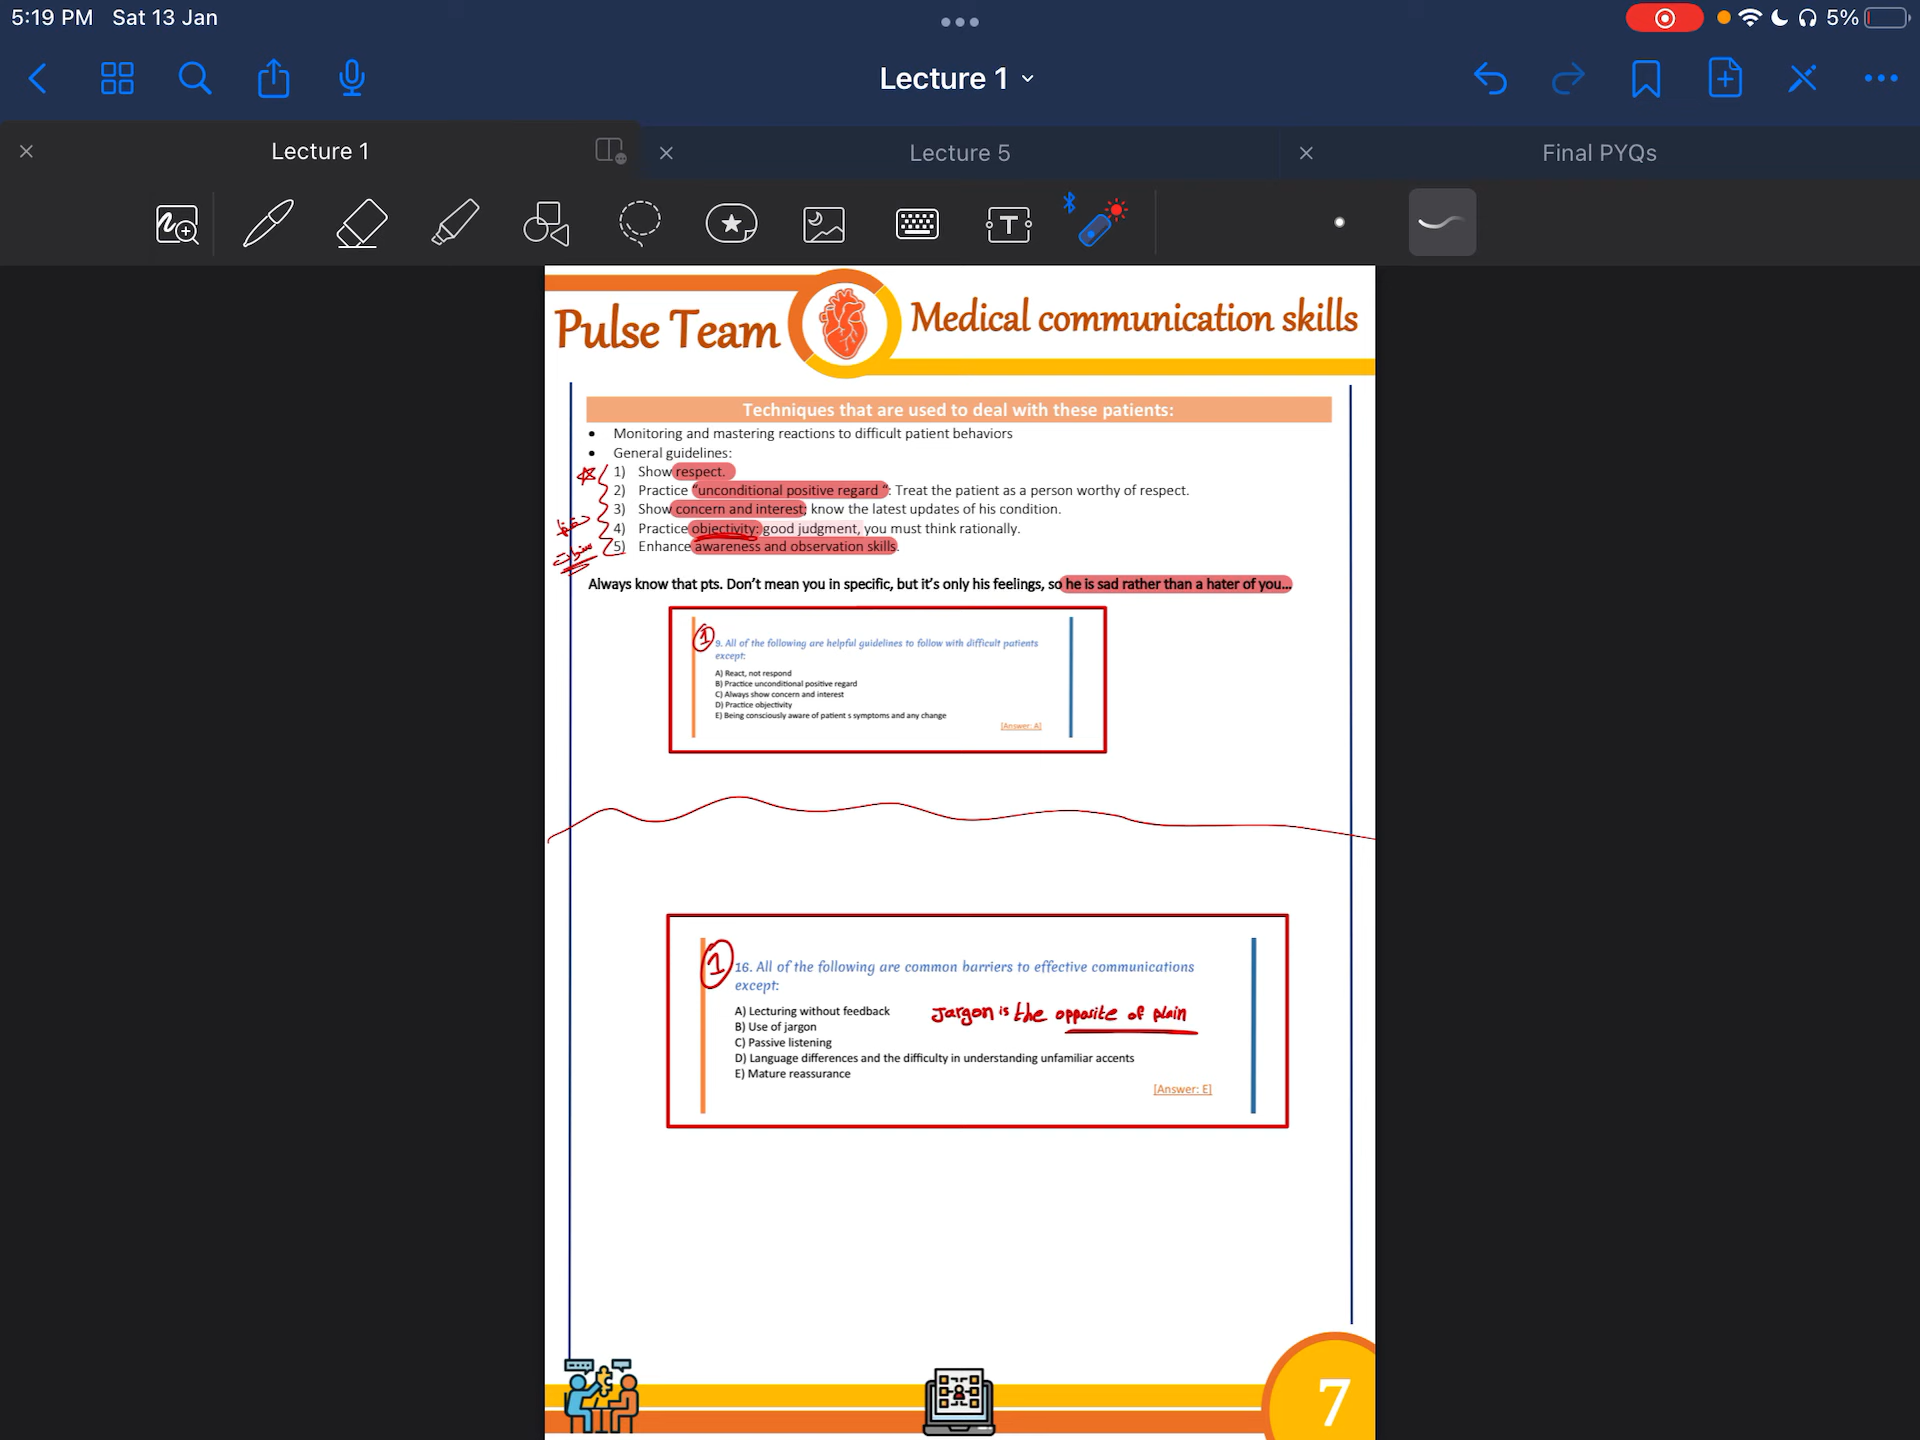 5:19 PM Sat 13 Jan
5%
Lecture 1
Lecture 1
Lecture 5
Final PYQs
Pulse Team
Medical communication skills
Techniques that are used to deal with these patients:
• Monitoring and mastering reactions to difficult patient behaviors
• General guidelines:
1) Show respect.
2) Practice “unconditional positive regard “: Treat the patient as a person worthy of respect.
3) Show concern and interest; know the latest updates of his condition.
4) Practice objectivity: good judgment, you must think rationally.
5) Enhance awareness and observation skills.
حفظ
سنوات
Always know that pts. Don’t mean you in specific, but it’s only his feelings, so he is sad rather than a hater of you...
1
9. All of the following are helpful guidelines to follow with difficult patients
except:
A) React, not respond
B) Practice unconditional positive regard
C) Always show concern and interest
D) Practice objectivity
E) Being consciously aware of patient s symptoms and any change
[Answer: A]
1
16. All of the following are common barriers to effective communications
except:
A) Lecturing without feedback
Jargon is the opposite of plain
B) Use of jargon
C) Passive listening
D) Language differences and the difficulty in understanding unfamiliar accents
E) Mature reassurance
[Answer: E]
7